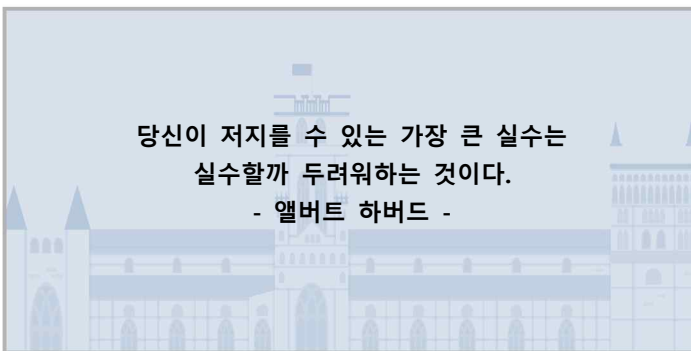 당신이 저지를 수 있는 가장 큰 실수는
실수할까 두려워하는 것이다.
- 앨버트 하버드 -